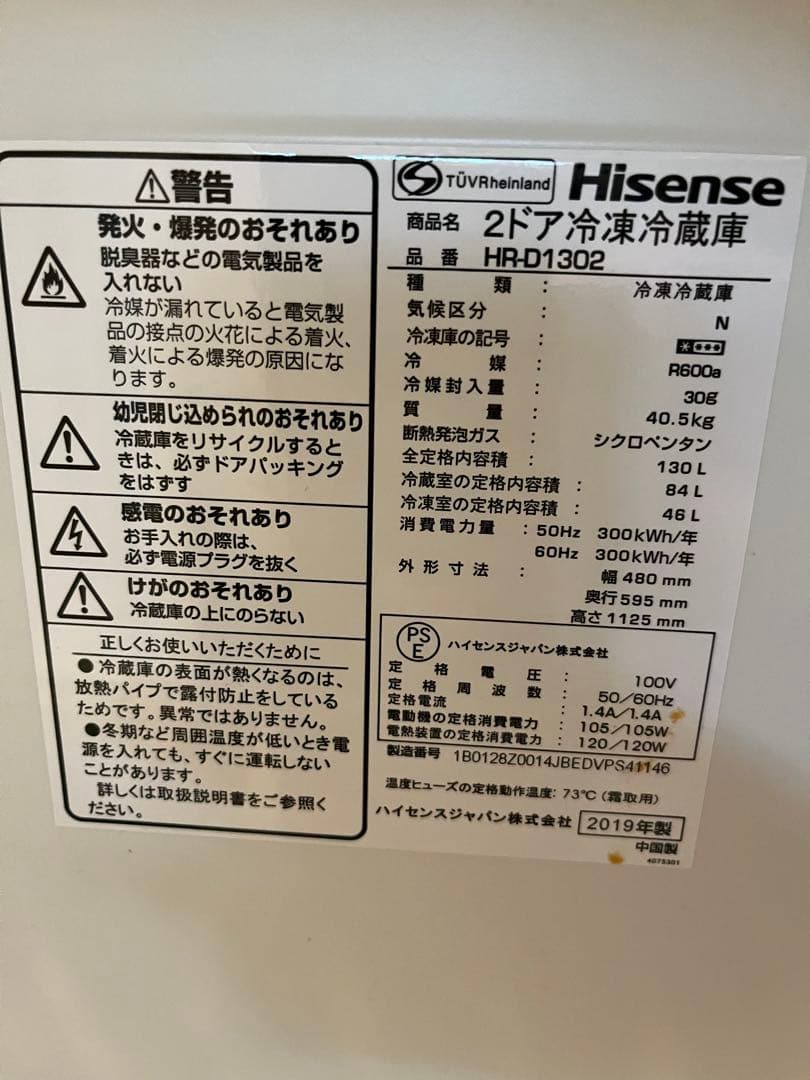 ⚠警告
発火・爆発のおそれあり
脱臭器などの電気製品を
入れない
冷媒が漏れていると電気製
品の接点の火花による着火、
着火による爆発の原因にな
ります。
幼児閉じ込められのおそれあり
冷蔵庫をリサイクルすると
きは、必ずドアパッキング
をはずす
感電のおそれあり
お手入れの際は、
必ず電源プラグを抜く
けがのおそれあり
冷蔵庫の上にのらない
正しくお使いいただくために
●冷蔵庫の表面が熱くなるのは、
放熱パイプで露付防止をしている
ためです。異常ではありません。
●冬期など周囲温度が低いとき電
源を入れても、すぐに運転しない
ことがあります。
詳しくは取扱説明書をご参照く
ださい。
TÜVRheinland
Hisense
商品名 2ドア冷凍冷蔵庫
品番 HR-D1302
種類 : 冷凍冷蔵庫
気候区分 : N
冷凍庫の記号 :
冷媒 : R600a
冷媒封入量 : 30g
質量 : 40.5kg
断熱発泡ガス : シクロペンタン
全定格内容積 : 130 L
冷蔵室の定格内容積 : 84 L
冷凍室の定格内容積 : 46 L
消費電力量 : 50Hz 300kWh/年
60Hz 300kWh/年
外形寸法 : 幅 480 mm
奥行 595 mm
高さ 1125 mm
PS
E
ハイセンスジャパン株式会社
定格電圧 : 100V
定格周波数 : 50/60Hz
定格電流 : 1.4A/1.4A
電動機の定格消費電力 : 105/105W
電熱装置の定格消費電力 : 120/120W
製造番号 1B0128Z0014JBEDVPS41146
温度ヒューズの定格動作温度: 73℃(霜取用)
ハイセンスジャパン株式会社 2019年製
中国製
4075301